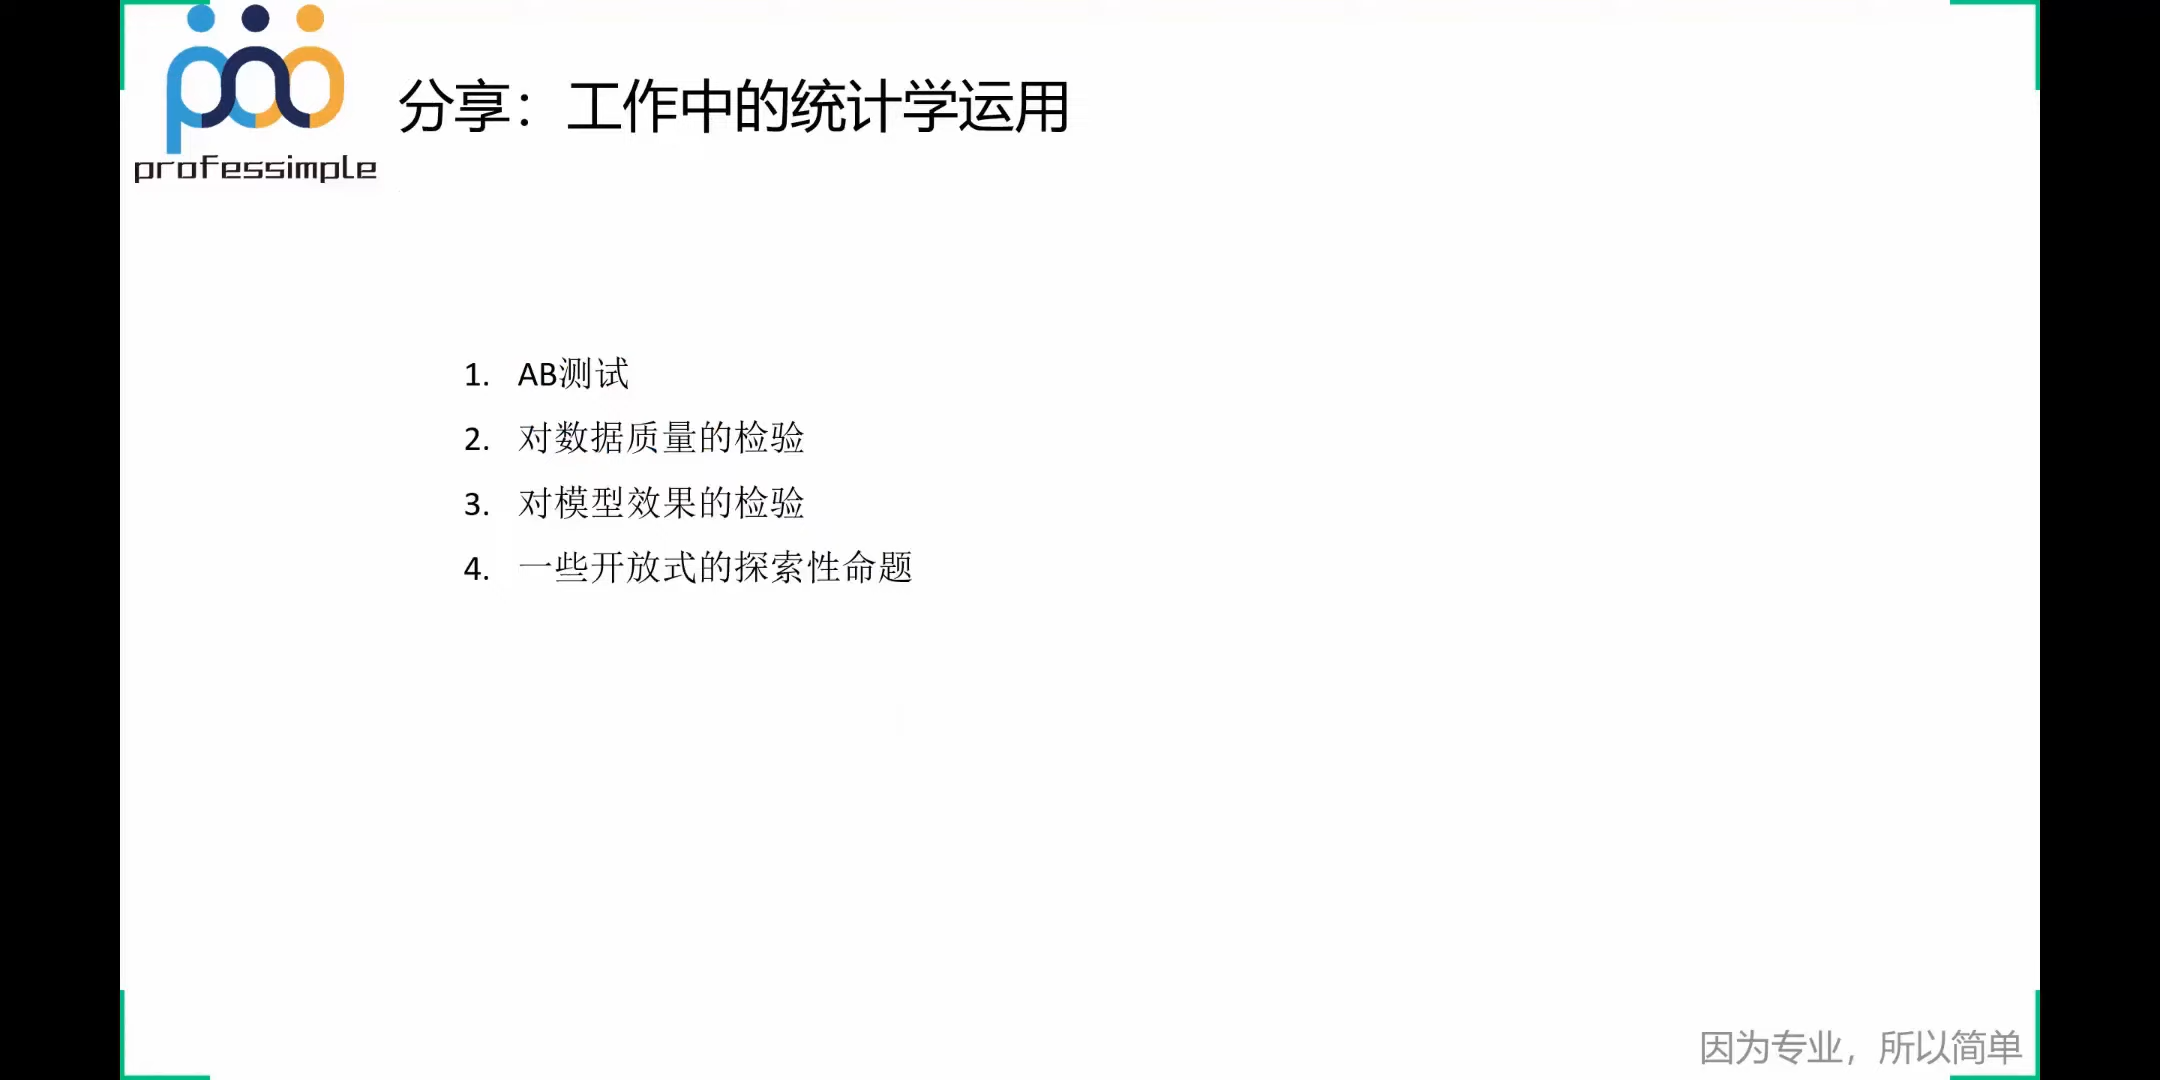 professimple
分享：工作中的统计学运用
1. AB测试
2. 对数据质量的检验
3. 对模型效果的检验
4. 一些开放式的探索性命题
因为专业，所以简单